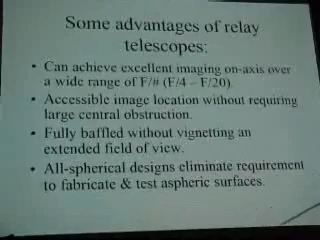 Some advantages of relay
telescopes:
• Can achieve excellent imaging on-axis over
a wide range of F/# (F/4 – F/20).
• Accessible image location without requiring
large central obstruction.
• Fully baffled without vignetting an
extended field of view.
• All-spherical designs eliminate requirement
to fabricate & test aspheric surfaces.